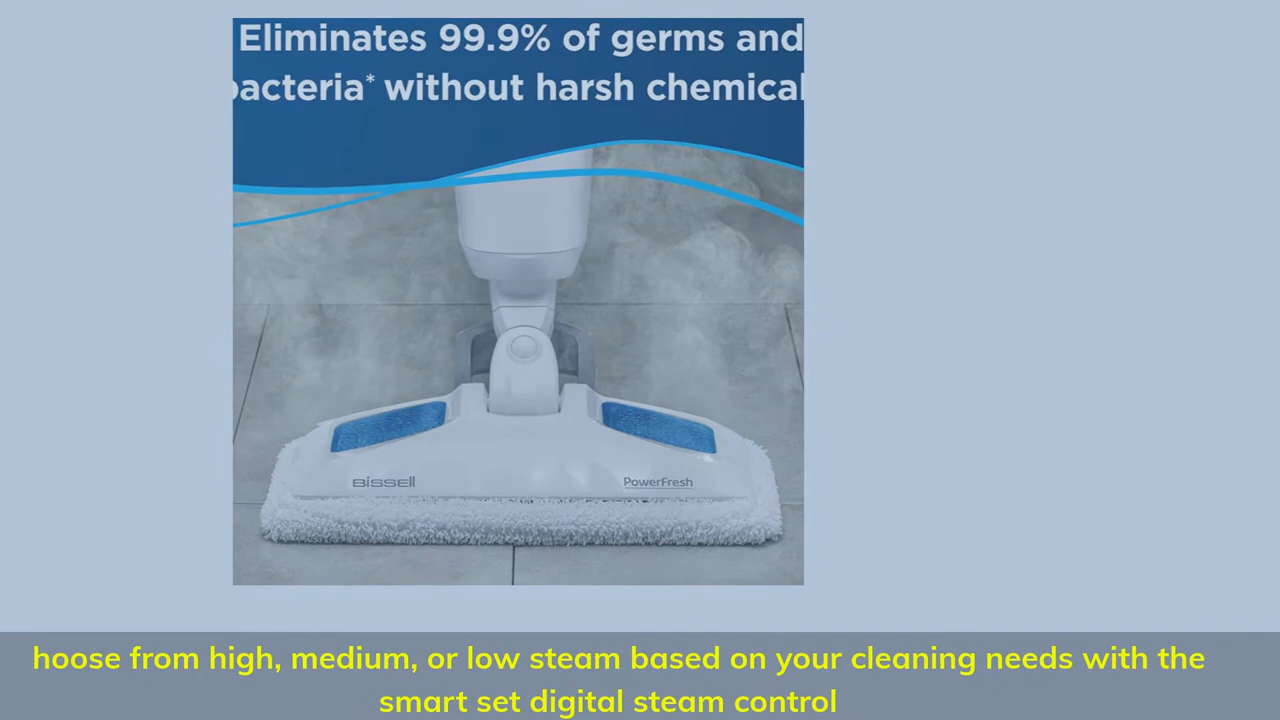 Eliminates 99.9% of germs and
bacteria* without harsh chemical
BISSELL
PowerFresh
hoose from high, medium, or low steam based on your cleaning needs with the
smart set digital steam control